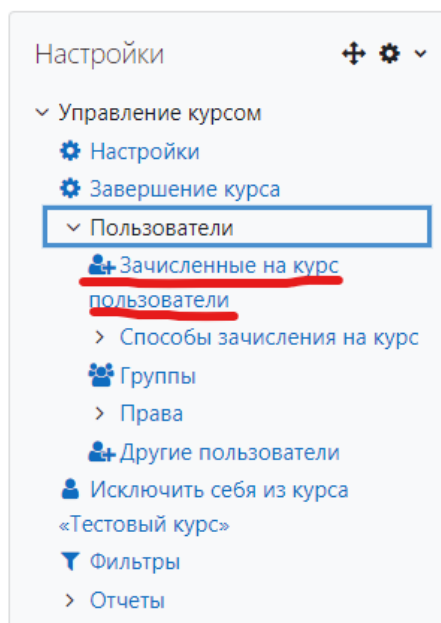 Настройки
Управление курсом
Настройки
Завершение курса
Пользователи
Зачисленные на курс
пользователи
Способы зачисления на курс
Группы
Права
Другие пользователи
Исключить себя из курса
«Тестовый курс»
Фильтры
Отчеты